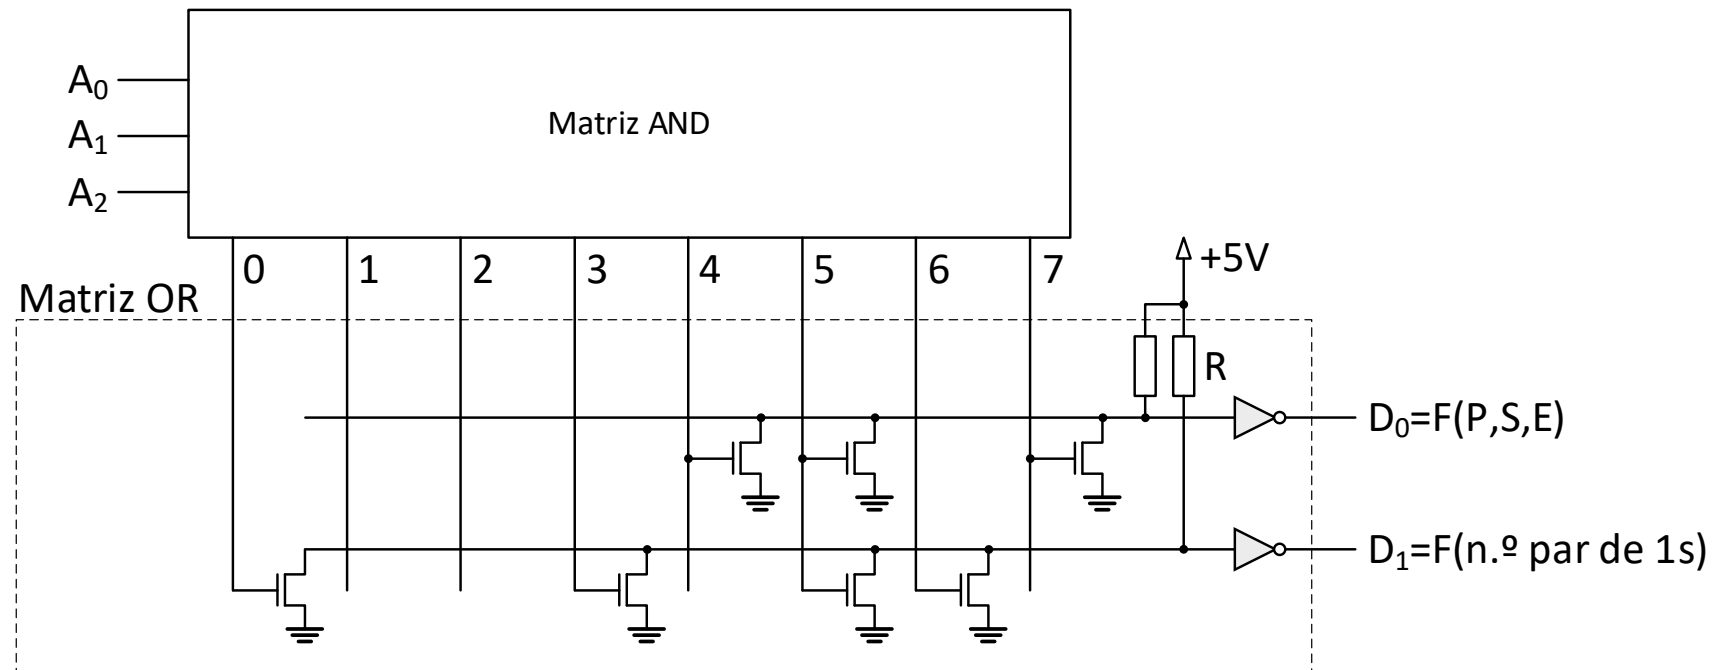 A₀
A₁
A₂
Matriz AND
0 1 2 3 4 5 6 7
+5V
Matriz OR
R
D₀=F(P,S,E)
D₁=F(n.º par de 1s)